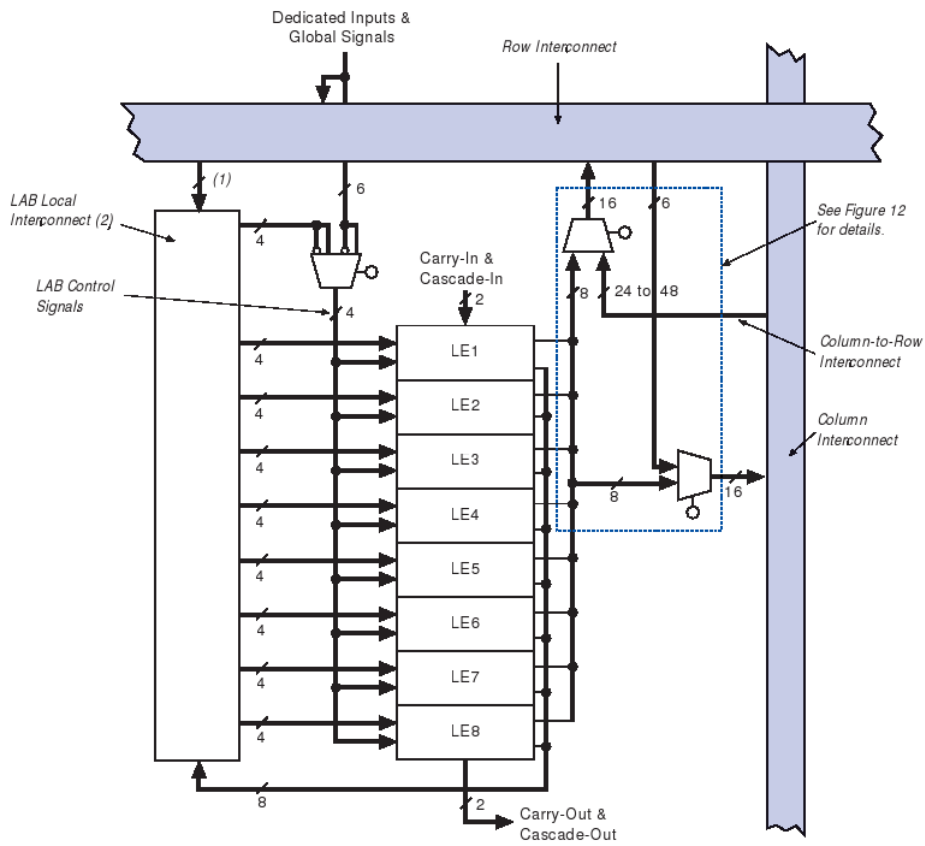 Dedicated Inputs &
Global Signals
Row Interconnect
(1)
6
16
6
LAB Local
Interconnect (2)
4
See Figure 12
for details.
Carry-In &
Cascade-In
8
24 to 48
LAB Control
Signals
4
2
LE1
4
Column-to-Row
Interconnect
LE2
4
Column
Interconnect
LE3
4
8
16
LE4
4
LE5
4
LE6
4
LE7
4
LE8
4
8
2
Carry-Out &
Cascade-Out